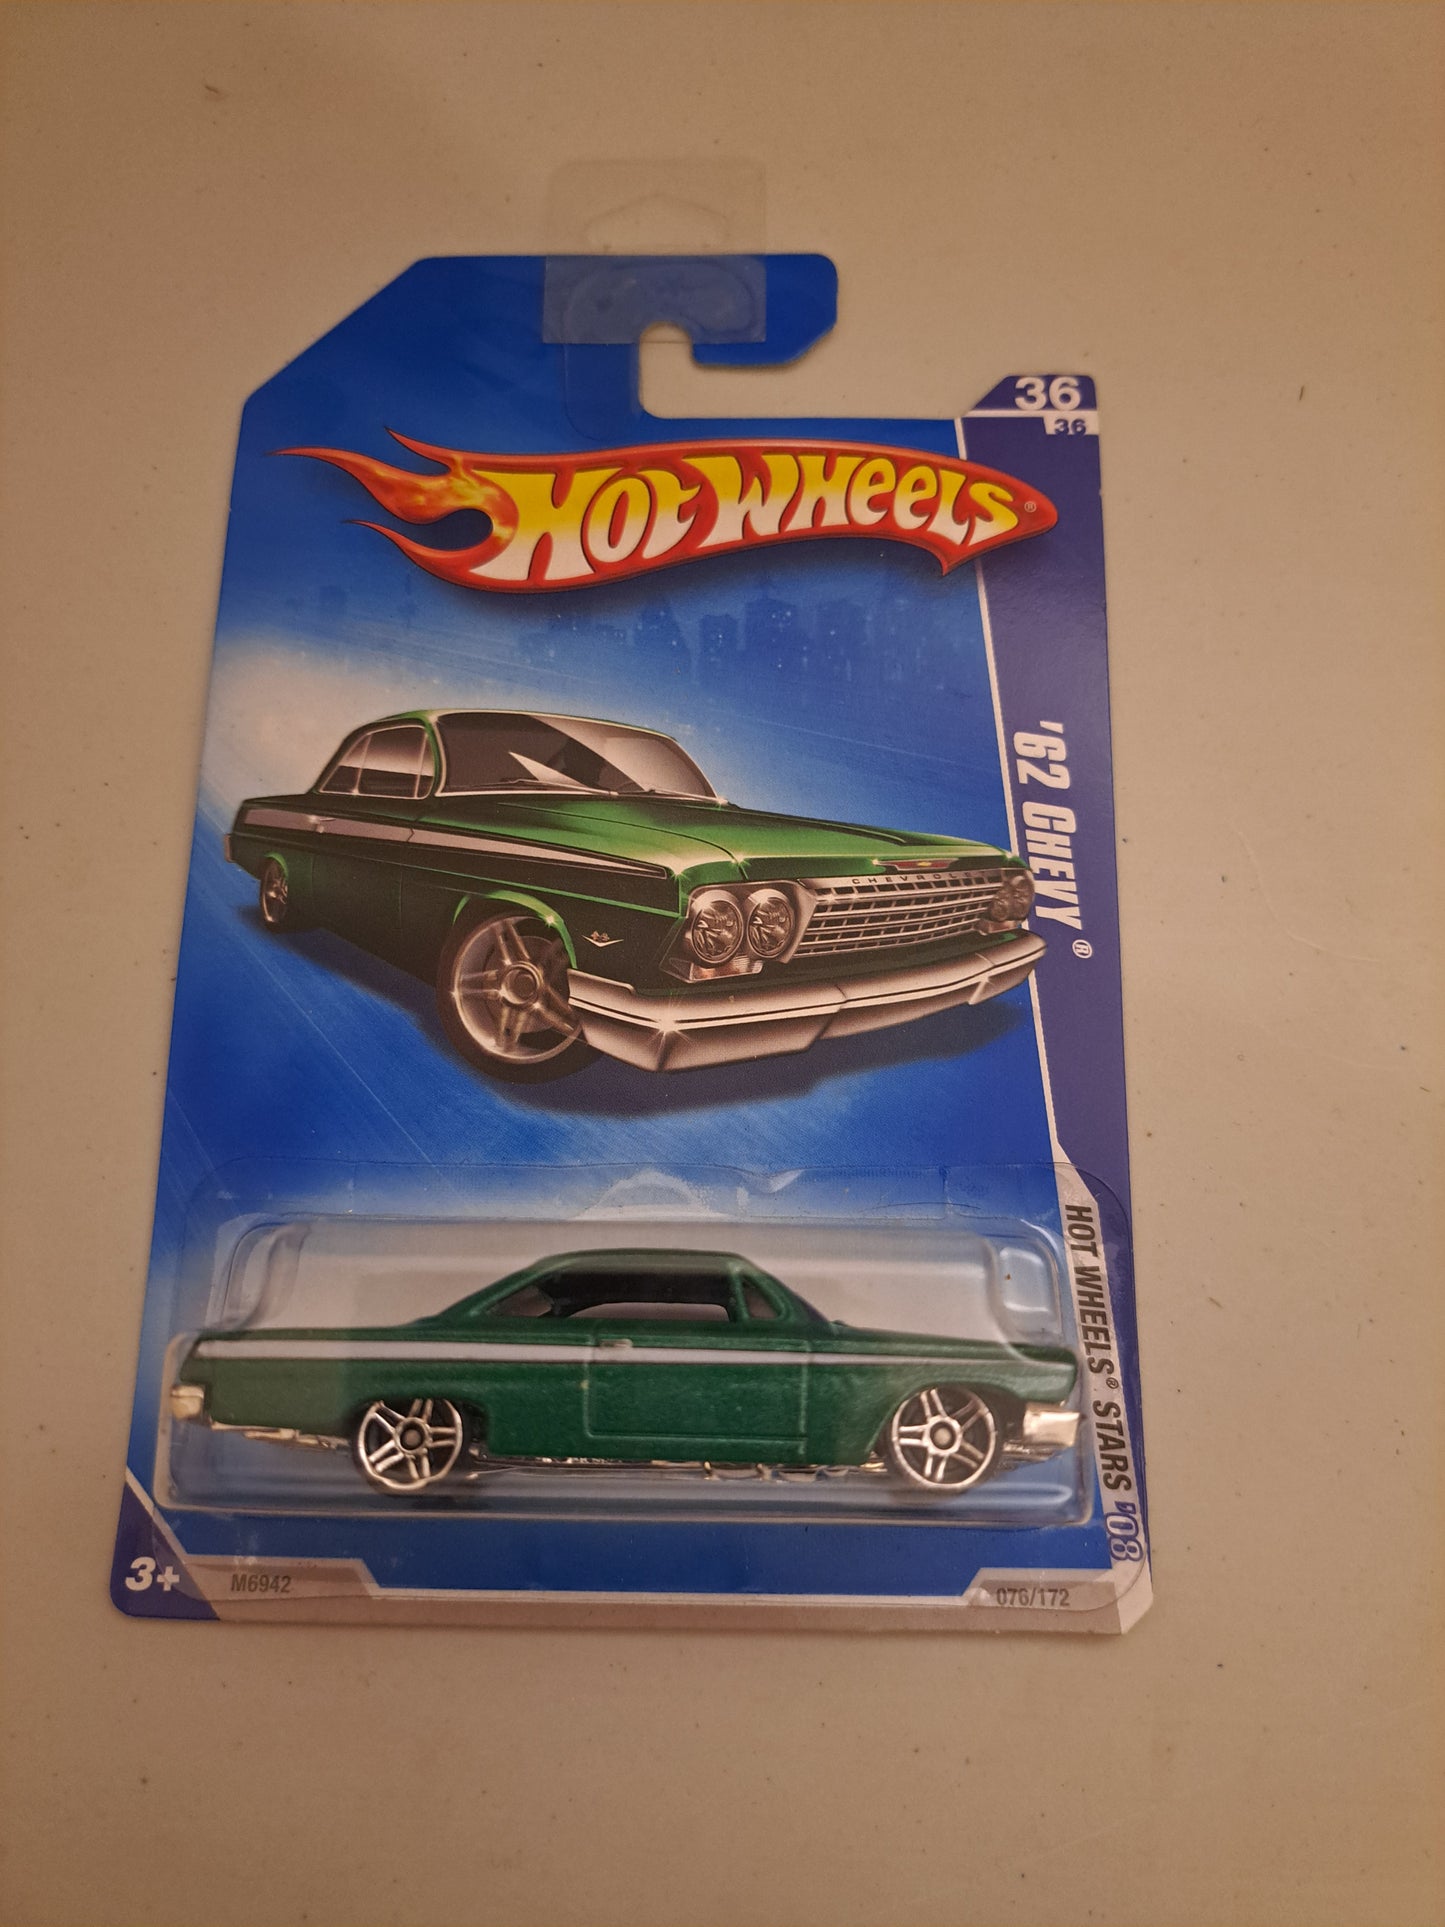 36
36
HOT WHEELS®
'62 CHEVY®
CHEVROLET
HOT WHEELS® STARS '08
3+
M6942
076/172